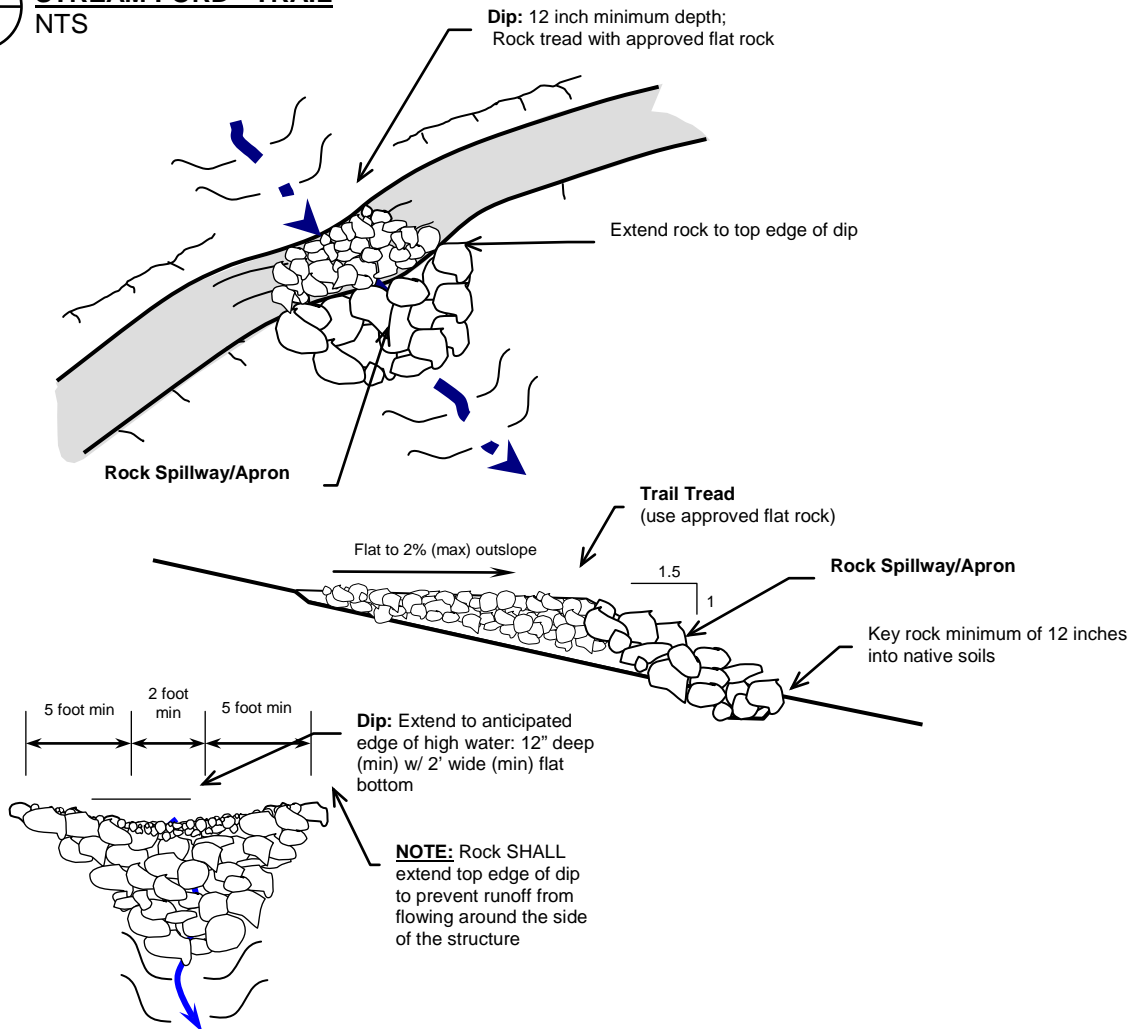 NTS
Dip: 12 inch minimum depth;
Rock tread with approved flat rock
Extend rock to top edge of dip
Rock Spillway/Apron
Trail Tread
(use approved flat rock)
Flat to 2% (max) outslope
1.5
1
Rock Spillway/Apron
Key rock minimum of 12 inches
into native soils
5 foot min
2 foot
min
5 foot min
Dip: Extend to anticipated
edge of high water: 12" deep
(min) w/ 2' wide (min) flat
bottom
NOTE: Rock SHALL
extend top edge of dip
to prevent runoff from
flowing around the side
of the structure